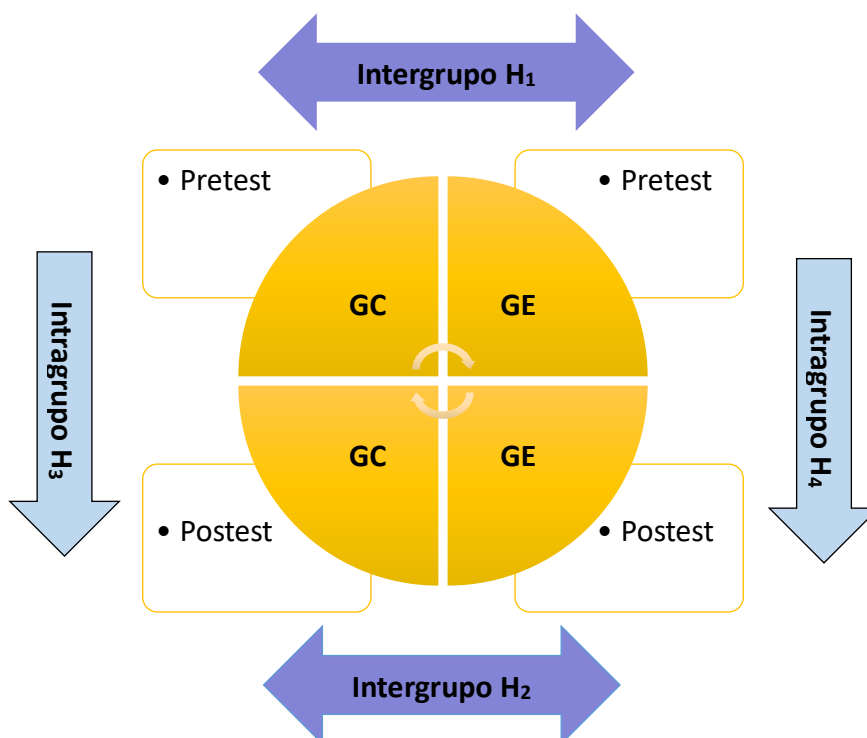 Intergrupo H₁
• Pretest
• Pretest
GC
GE
Intragrupo H₃
Intragrupo H₄
GC
GE
• Postest
• Postest
Intergrupo H₂